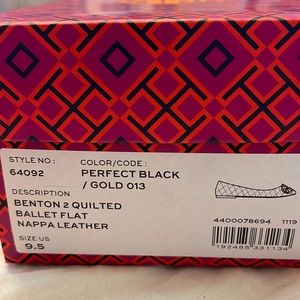 STYLE NO :
COLOR/CODE :
64092
PERFECT BLACK
/ GOLD 013
DESCRIPTION
BENTON 2 QUILTED
BALLET FLAT
NAPPA LEATHER
4400078694 1119
SIZE US
9.5
192485331134